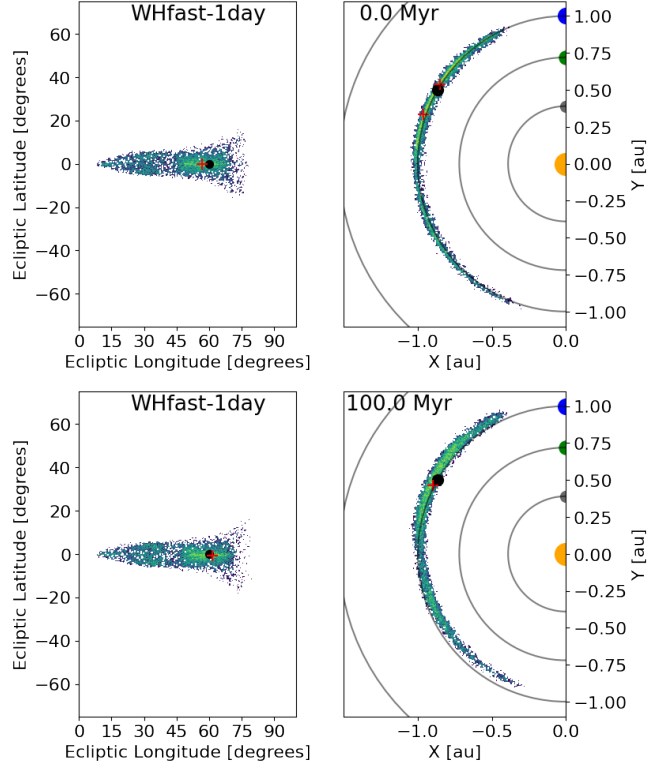 WHfast-1day
0.0 Myr
Ecliptic Latitude [degrees]
60
40
20
0
−20
−40
−60
0 15 30 45 60 75 90
Ecliptic Longitude [degrees]
1.00
0.75
0.50
0.25
0.00
−0.25
−0.50
−0.75
−1.00
Y [au]
−1.0 −0.5 0.0
X [au]
WHfast-1day
100.0 Myr
Ecliptic Latitude [degrees]
60
40
20
0
−20
−40
−60
0 15 30 45 60 75 90
Ecliptic Longitude [degrees]
1.00
0.75
0.50
0.25
0.00
−0.25
−0.50
−0.75
−1.00
Y [au]
−1.0 −0.5 0.0
X [au]